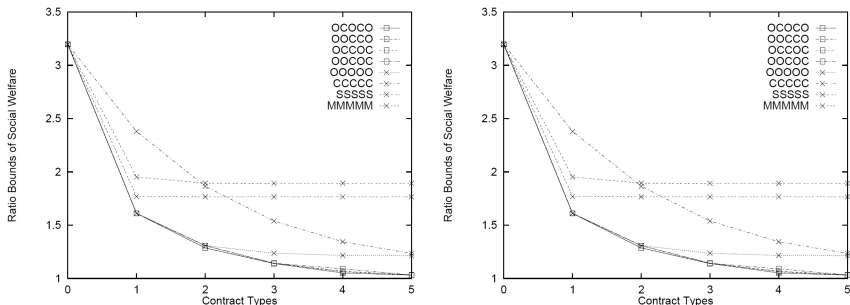 3.5
3
2.5
2
1.5
1
0 1 2 3 4 5
Ratio Bounds of Social Welfare
Contract Types
OCOCO
OOCCO
OCCOC
OOCOC
OOOOO
CCCCC
SSSSS
MMMMM
3.5
3
2.5
2
1.5
1
0 1 2 3 4 5
Ratio Bounds of Social Welfare
Contract Types
OCOCO
OOCCO
OCCOC
OOCOC
OOOOO
CCCCC
SSSSS
MMMMM